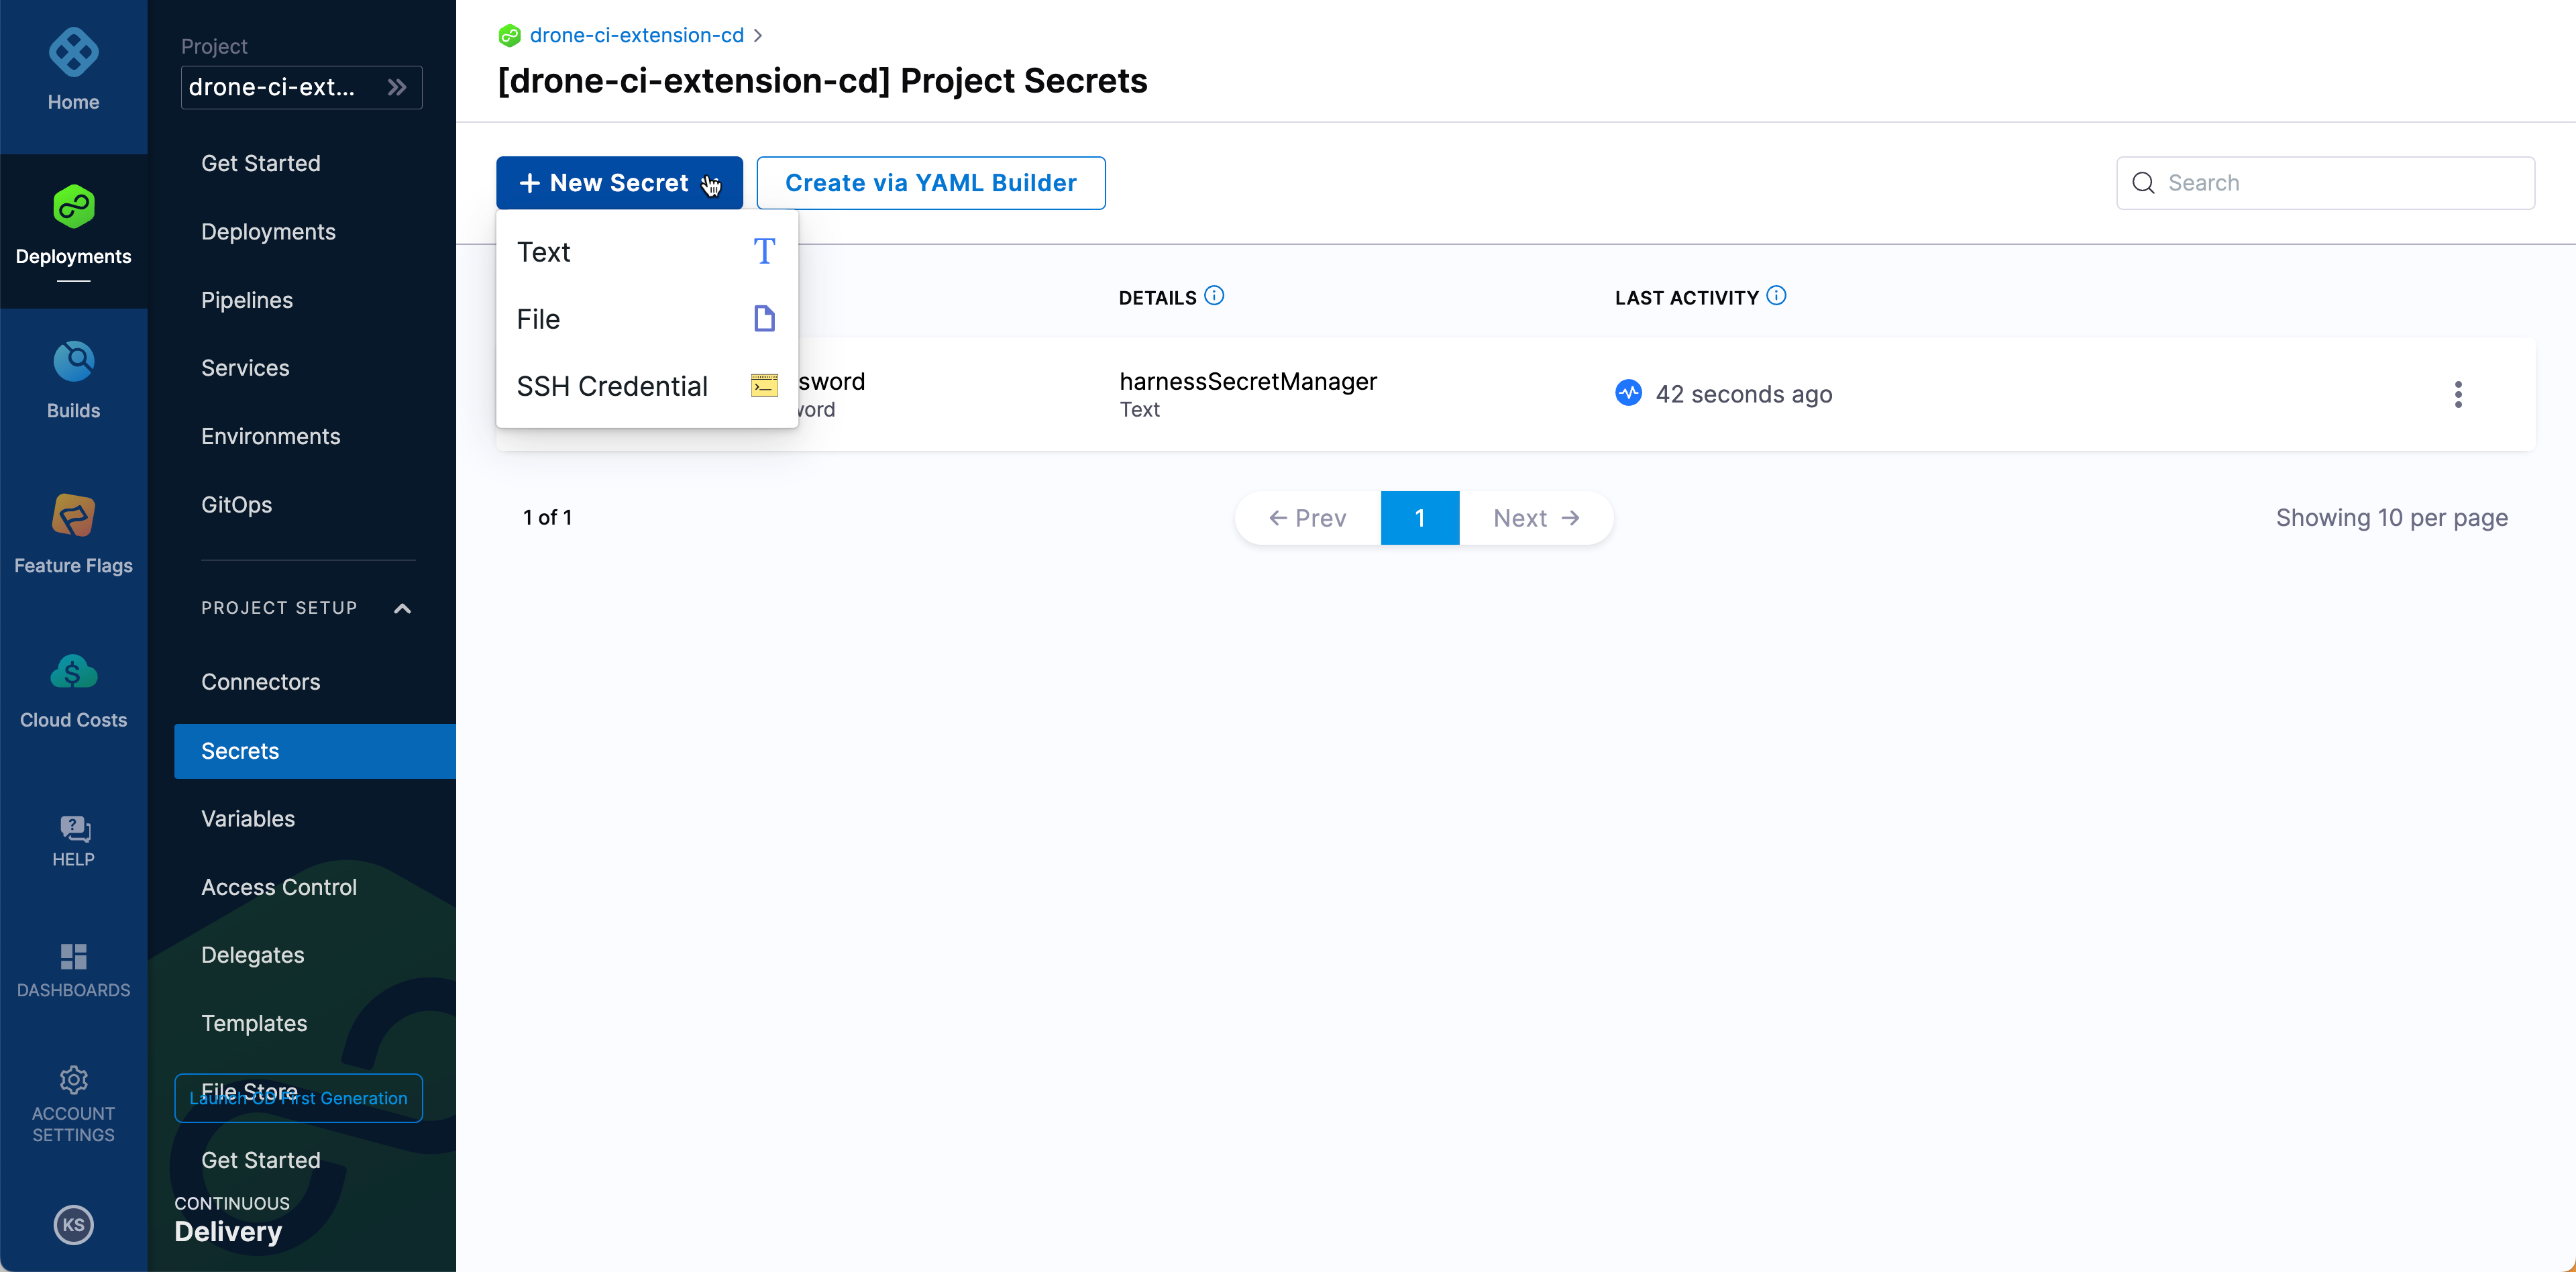 Home
Deployments
Builds
Feature Flags
Cloud Costs
HELP
DASHBOARDS
ACCOUNT
SETTINGS
KS
Project
drone-ci-ext...
Get Started
Deployments
Pipelines
Services
Environments
GitOps
PROJECT SETUP
Connectors
Secrets
Variables
Access Control
Delegates
Templates
File Store
Launch CD First Generation
Get Started
CONTINUOUS
Delivery
drone-ci-extension-cd
[drone-ci-extension-cd] Project Secrets
+ New Secret
Create via YAML Builder
Search
Text
File
SSH Credential
DETAILS
LAST ACTIVITY
sword
word
harnessSecretManager
Text
42 seconds ago
1 of 1
← Prev
1
Next →
Showing 10 per page